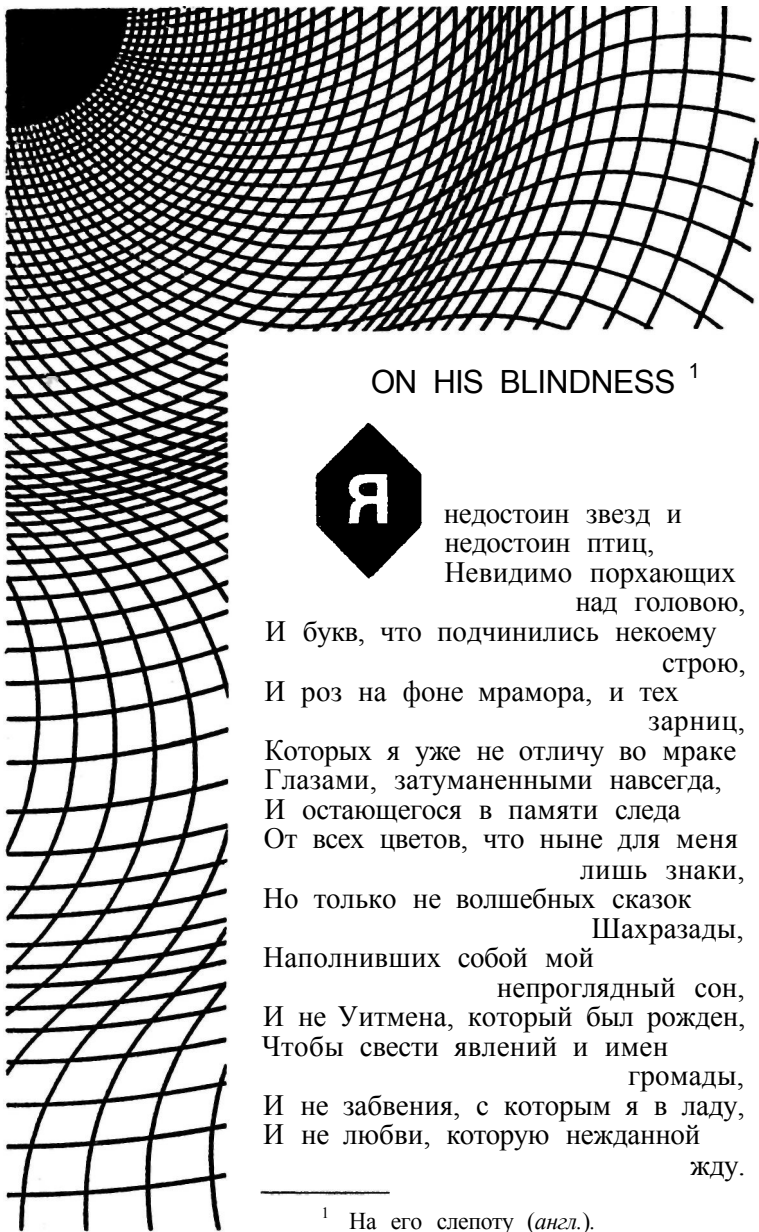 ON HIS BLINDNESS ¹
Я
недостоин звезд и
недостоин птиц,
Невидимо порхающих
над головою,
И букв, что подчинились некоему
строю,
И роз на фоне мрамора, и тех
зарниц,
Которых я уже не отличу во мраке
Глазами, затуманенными навсегда,
И остающегося в памяти следа
От всех цветов, что ныне для меня
лишь знаки,
Но только не волшебных сказок
Шахразады,
Наполнивших собой мой
непроглядный сон,
И не Уитмена, который был рожден,
Чтобы свести явлений и имен
громады,
И не забвения, с которым я в ладу,
И не любви, которую нежданной
жду.
¹ На его слепоту (англ.).